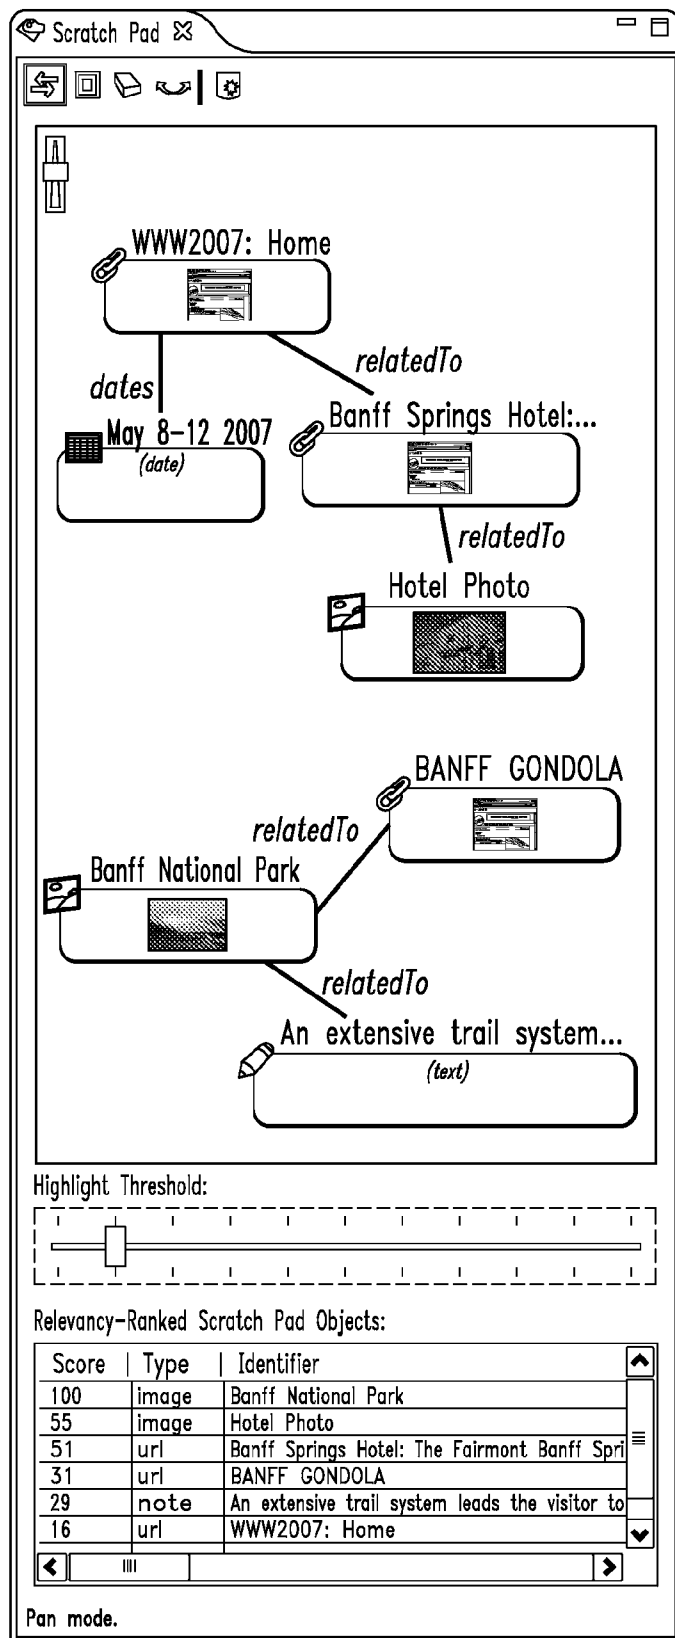 Scratch Pad
WWW2007: Home
relatedTo
dates
Banff Springs Hotel:...
May 8-12 2007
(date)
relatedTo
Hotel Photo
BANFF GONDOLA
relatedTo
Banff National Park
relatedTo
An extensive trail system...
(text)
Highlight Threshold:
Relevancy-Ranked Scratch Pad Objects:
Score | Type | Identifier
100 image Banff National Park
55 image Hotel Photo
51 url Banff Springs Hotel: The Fairmont Banff Spri
31 url BANFF GONDOLA
29 note An extensive trail system leads the visitor to
16 url WWW2007: Home
Pan mode.